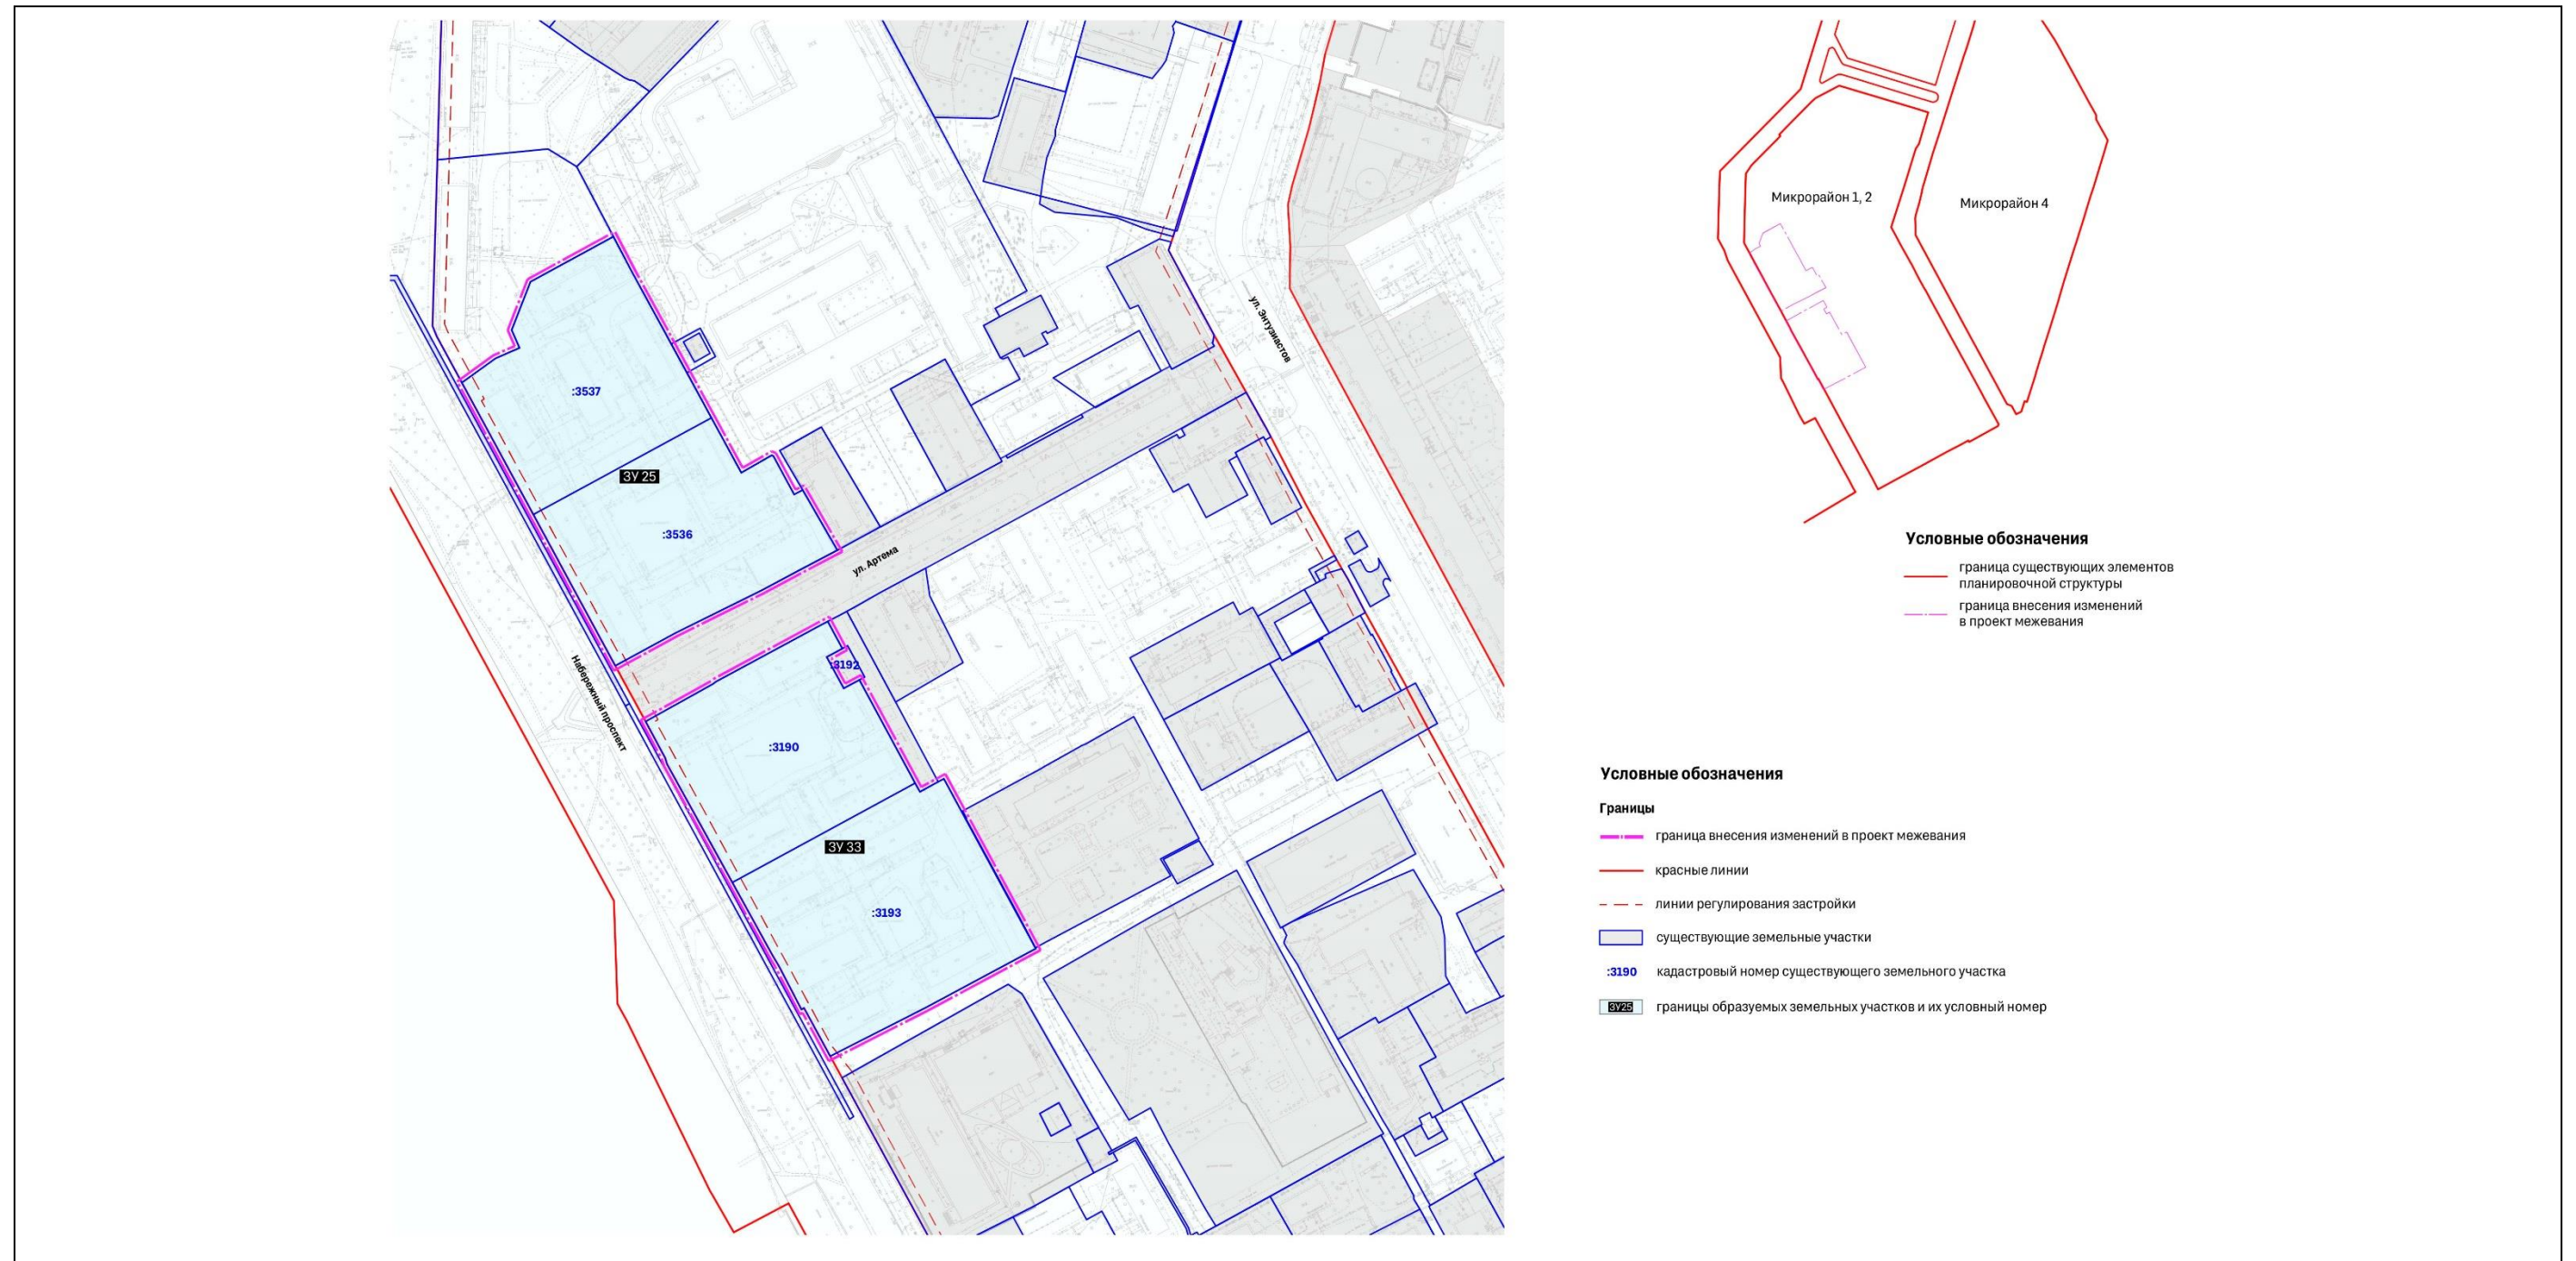 Микрорайон 1, 2
Микрорайон 4
ул. Энтузиастов
:3537
ЗУ 25
:3536
ул. Артема
Условные обозначения
граница существующих элементов
планировочной структуры
граница внесения изменений
в проект межевания
:3192
Набережный проспект
:3190
ЗУ 33
:3193
Условные обозначения
Границы
граница внесения изменений в проект межевания
красные линии
линии регулирования застройки
существующие земельные участки
:3190 кадастровый номер существующего земельного участка
ЗУ25 границы образуемых земельных участков и их условный номер